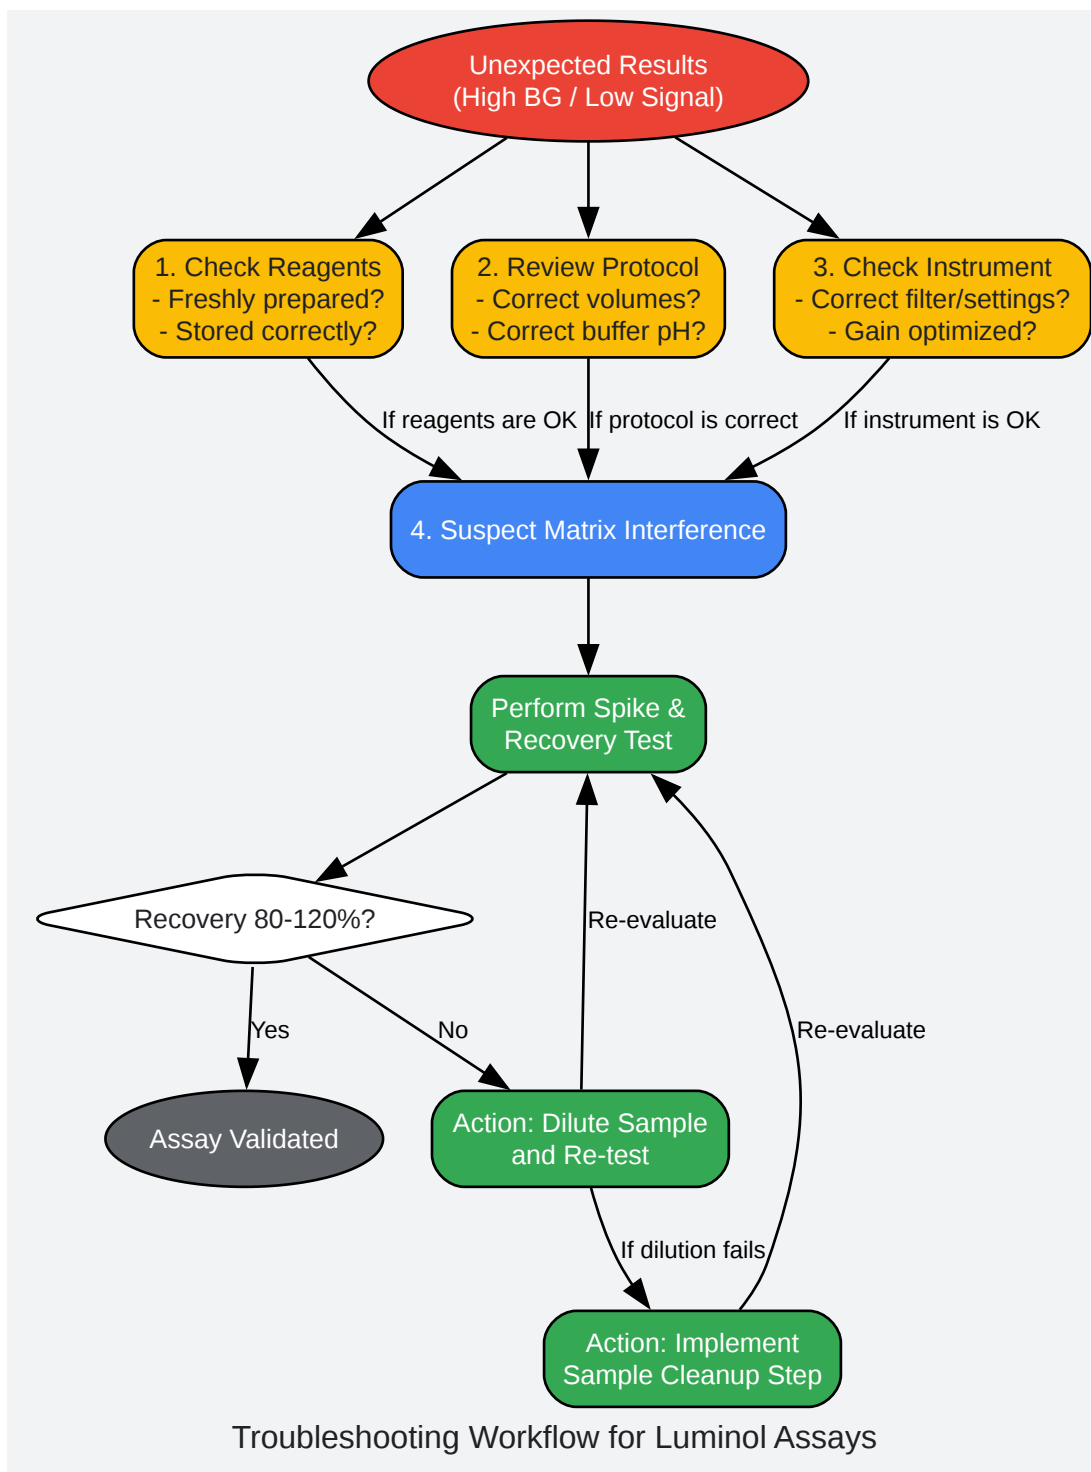 Unexpected Results
(High BG / Low Signal)
1. Check Reagents
- Freshly prepared?
- Stored correctly?
2. Review Protocol
- Correct volumes?
- Correct buffer pH?
3. Check Instrument
- Correct filter/settings?
- Gain optimized?
If reagents are OK
If protocol is correct
If instrument is OK
4. Suspect Matrix Interference
Perform Spike &
Recovery Test
Recovery 80-120%?
Re-evaluate
Yes
No
Re-evaluate
Assay Validated
Action: Dilute Sample
and Re-test
If dilution fails
Action: Implement
Sample Cleanup Step
Troubleshooting Workflow for Luminol Assays